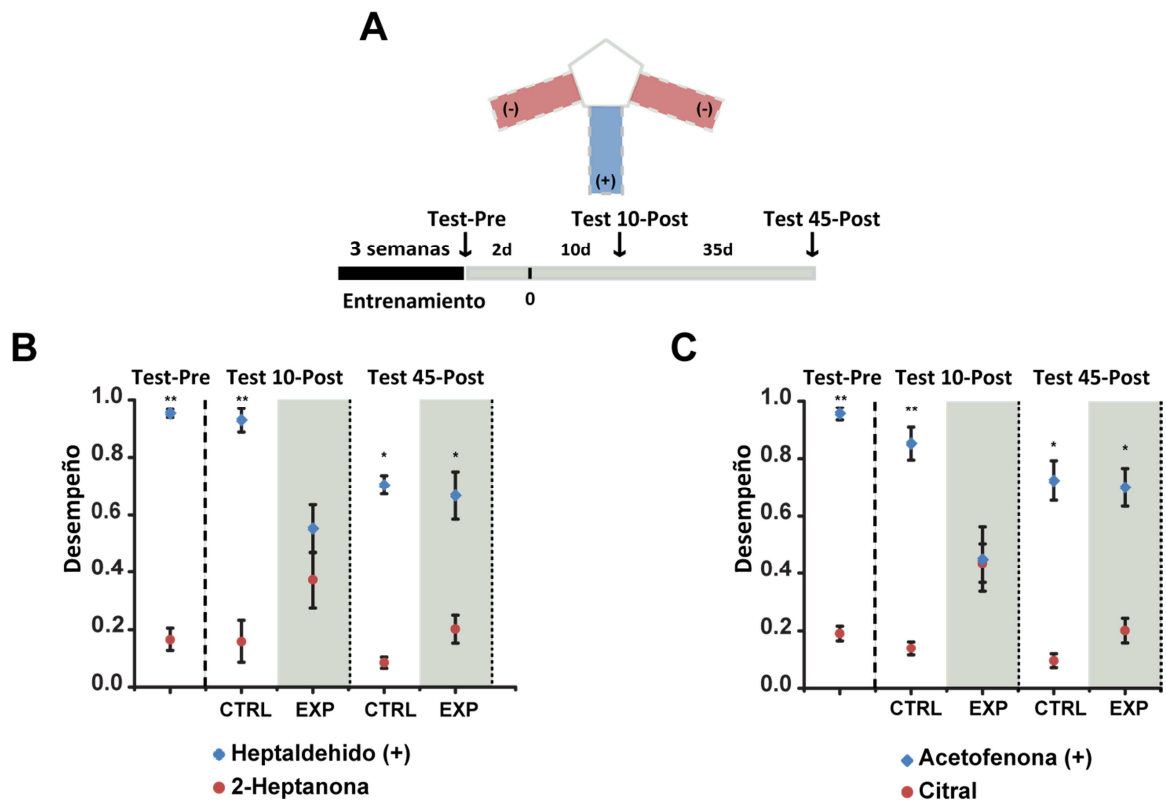 A
(-)
(-)
(+)
Test-Pre
Test 10-Post
Test 45-Post
3 semanas
2d
10d
35d
Entrenamiento
0
B
Test-Pre
Test 10-Post
Test 45-Post
**
**
*
*
Desempeño
1.0
0.8
0.6
0.4
0.2
0.0
CTRL
EXP
CTRL
EXP
Heptaldehido (+)
2-Heptanona
C
Test-Pre
Test 10-Post
Test 45-Post
**
**
*
*
Desempeño
1.0
0.8
0.6
0.4
0.2
0.0
CTRL
EXP
CTRL
EXP
Acetofenona (+)
Citral